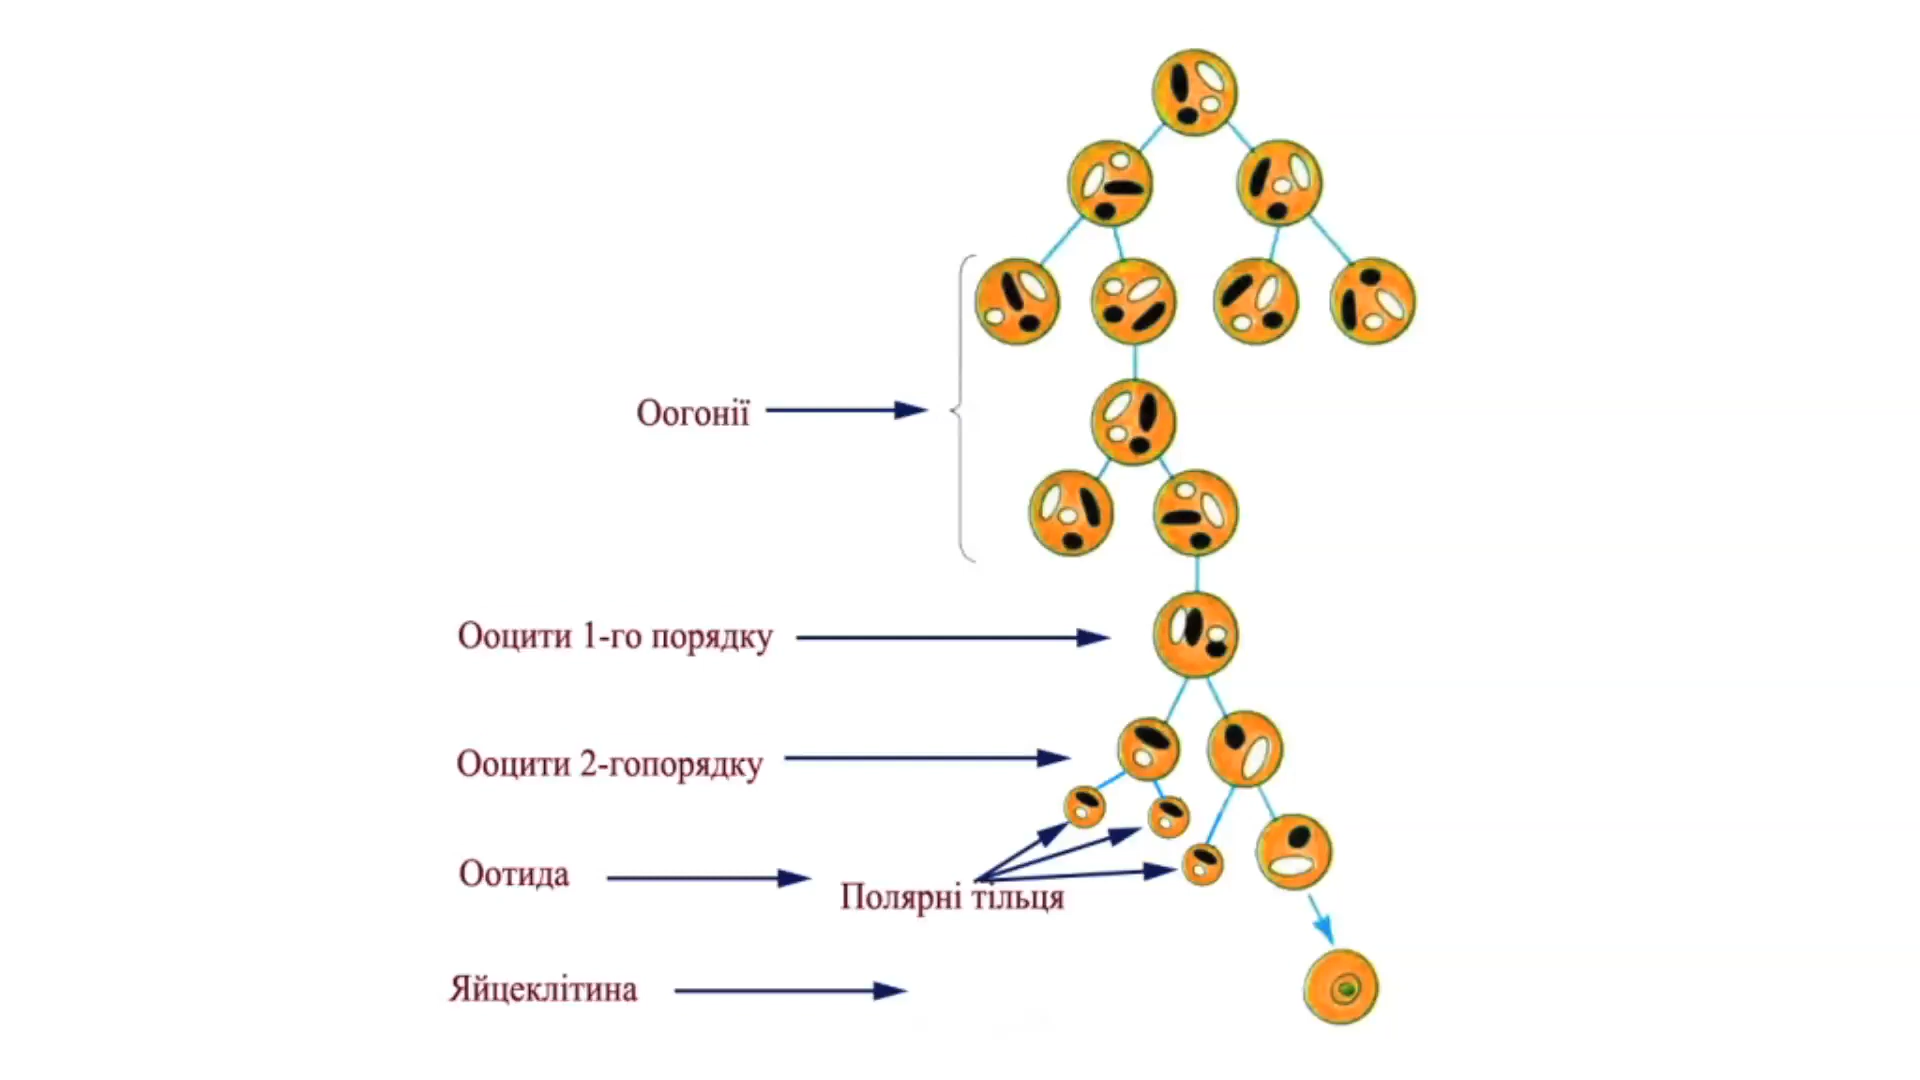 Оогонії
Ооцити 1-го порядку
Ооцити 2-гопорядку
Оотида
Полярні тільця
Яйцеклітина